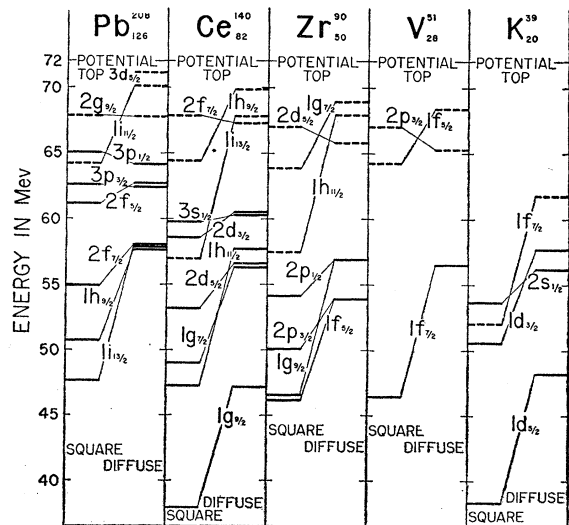 Pb 208 126
Ce 140 82
Zr 90 50
V 51 28
K 39 20
ENERGY IN Mev
72
70
65
60
55
50
45
40
POTENTIAL
TOP 3d5/2
2g9/2
1i11/2
3p1/2
3p3/2
2f5/2
2f7/2
1h9/2
1i13/2
SQUARE
DIFFUSE
POTENTIAL
TOP
2f7/2
1h9/2
1i13/2
3s1/2
2d3/2
1h11/2
2d5/2
1g7/2
1g9/2
DIFFUSE
SQUARE
POTENTIAL
TOP
1g7/2
2d5/2
1h11/2
2p1/2
2p3/2
1f5/2
1g9/2
SQUARE
DIFFUSE
POTENTIAL
TOP
2p3/2
1f5/2
1f7/2
SQUARE
DIFFUSE
POTENTIAL
TOP
1f7/2
2s1/2
1d3/2
1d5/2
DIFFUSE
SQUARE